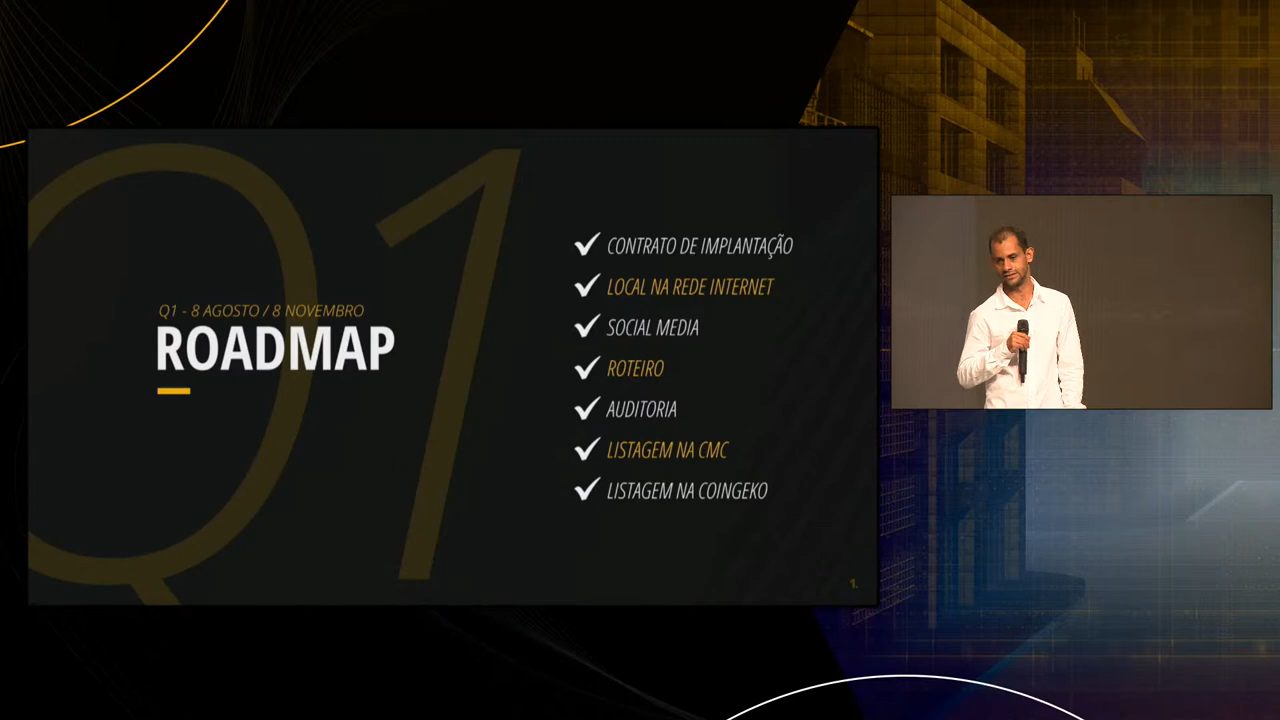 Q1
Q1 - 8 AGOSTO / 8 NOVEMBRO
ROADMAP
CONTRATO DE IMPLANTAÇÃO
LOCAL NA REDE INTERNET
SOCIAL MEDIA
ROTEIRO
AUDITORIA
LISTAGEM NA CMC
LISTAGEM NA COINGEKO
1.